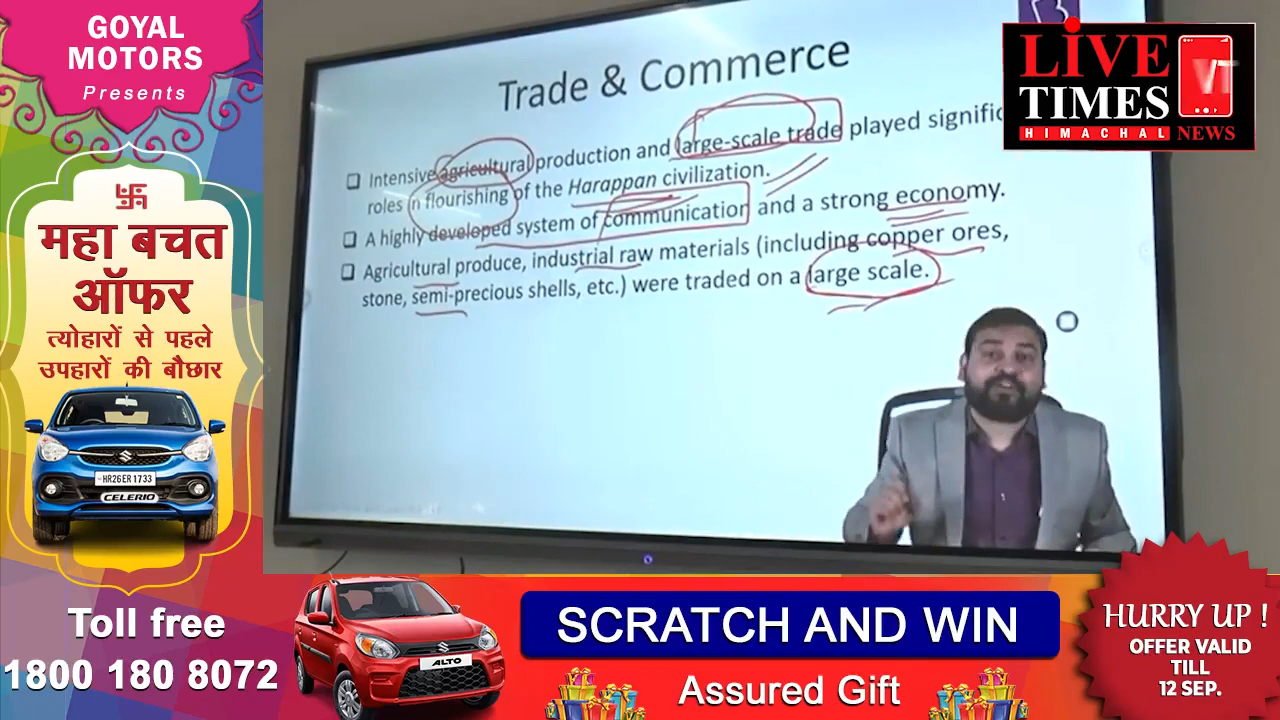 GOYAL
MOTORS
Presents
महा बचत
ऑफर
त्योहारों से पहले
उपहारों की बौछार
HR26ER1733
CELERIO
Toll free
1800 180 8072
Trade & Commerce
Intensive agricultural production and large-scale trade played signific
roles in flourishing of the Harappan civilization.
A highly developed system of communication and a strong economy.
Agricultural produce, industrial raw materials (including copper ores,
stone, semi-precious shells, etc.) were traded on a large scale.
LiVE
TIMES
HIMACHAL NEWS
VT
ALTO
SCRATCH AND WIN
Assured Gift
HURRY UP !
OFFER VALID
TILL
12 SEP.